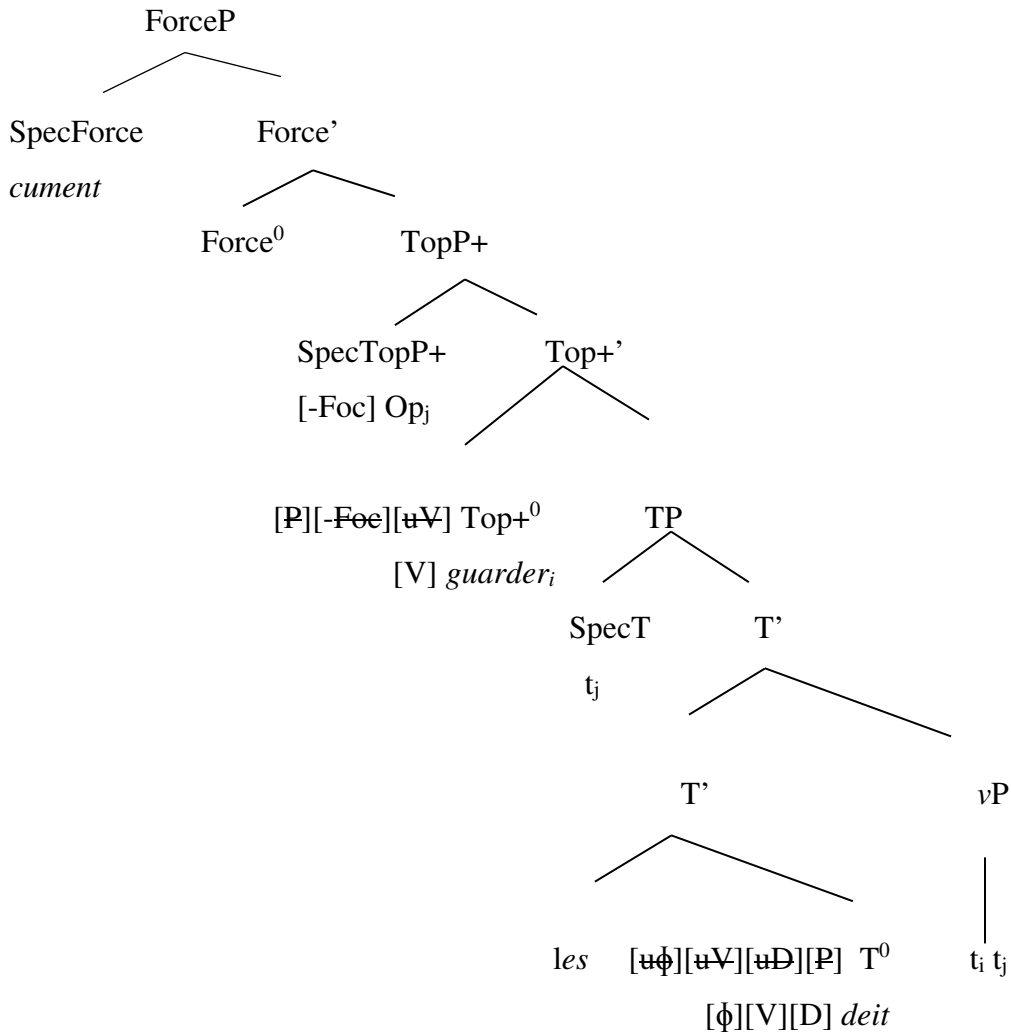 ForceP
SpecForce Force’
cument
Force⁰ TopP+
SpecTopP+ Top+’
[-Foc] Opⱼ
[P][-Foc][uV] Top+⁰ TP
[V] guarderᵢ
SpecT T’
tⱼ
T’ vP
les [uϕ][uV][uD][P] T⁰ tᵢ tⱼ
[ϕ][V][D] deit